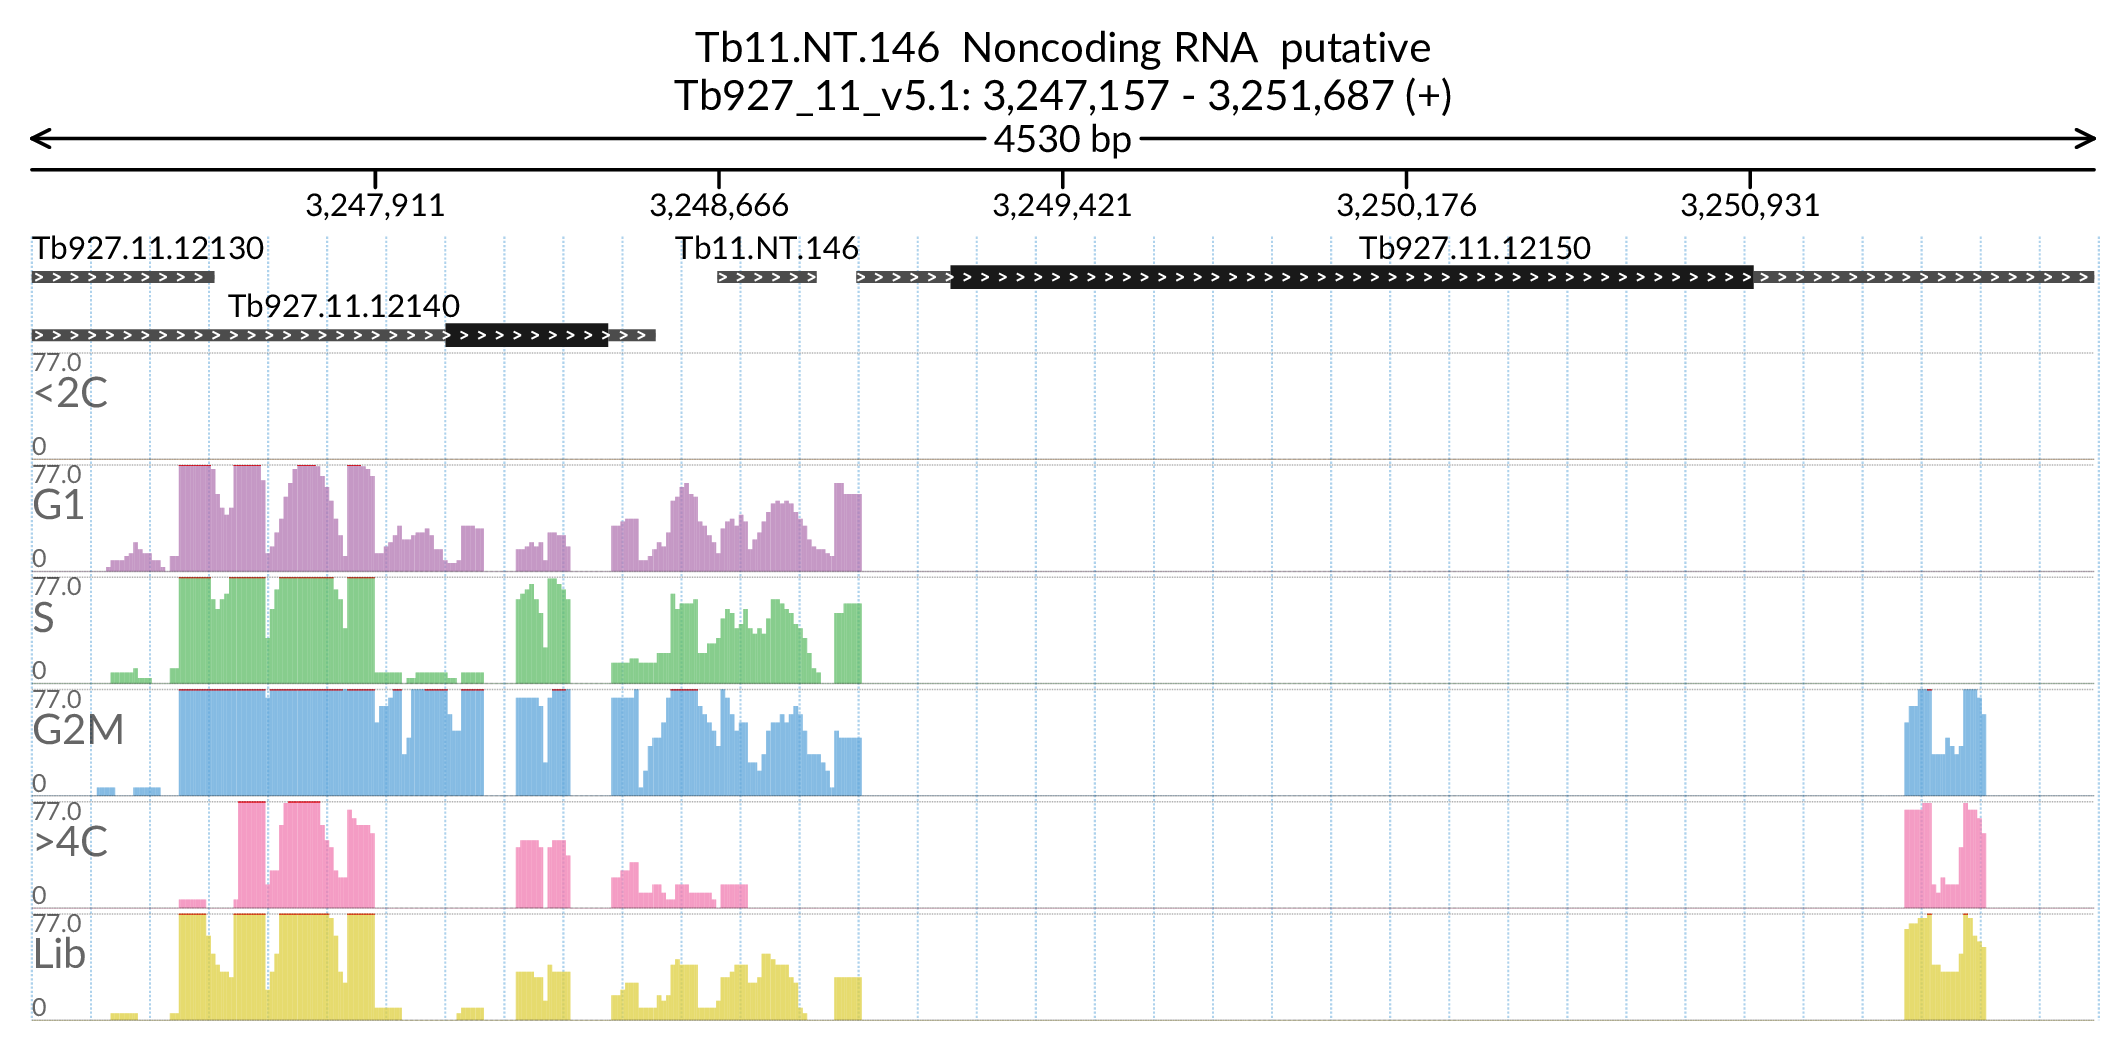 Tb11.NT.146 Noncoding RNA putative
Tb927_11_v5.1: 3,247,157 - 3,251,687 (+)
4530 bp
3,247,911 3,248,666 3,249,421 3,250,176 3,250,931
Tb927.11.12130 Tb11.NT.146 Tb927.11.12150
Tb927.11.12140
77.0
<2C
0
77.0
G1
0
77.0
S
0
77.0
G2M
0
77.0
>4C
0
77.0
Lib
0